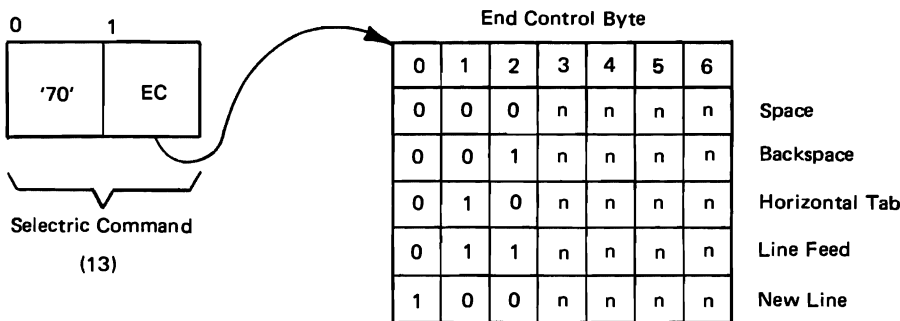 End Control Byte
0 1
'70' EC
Selectric Command
(13)
0 1 2 3 4 5 6
0 0 0 n n n n Space
0 0 1 n n n n Backspace
0 1 0 n n n n Horizontal Tab
0 1 1 n n n n Line Feed
1 0 0 n n n n New Line